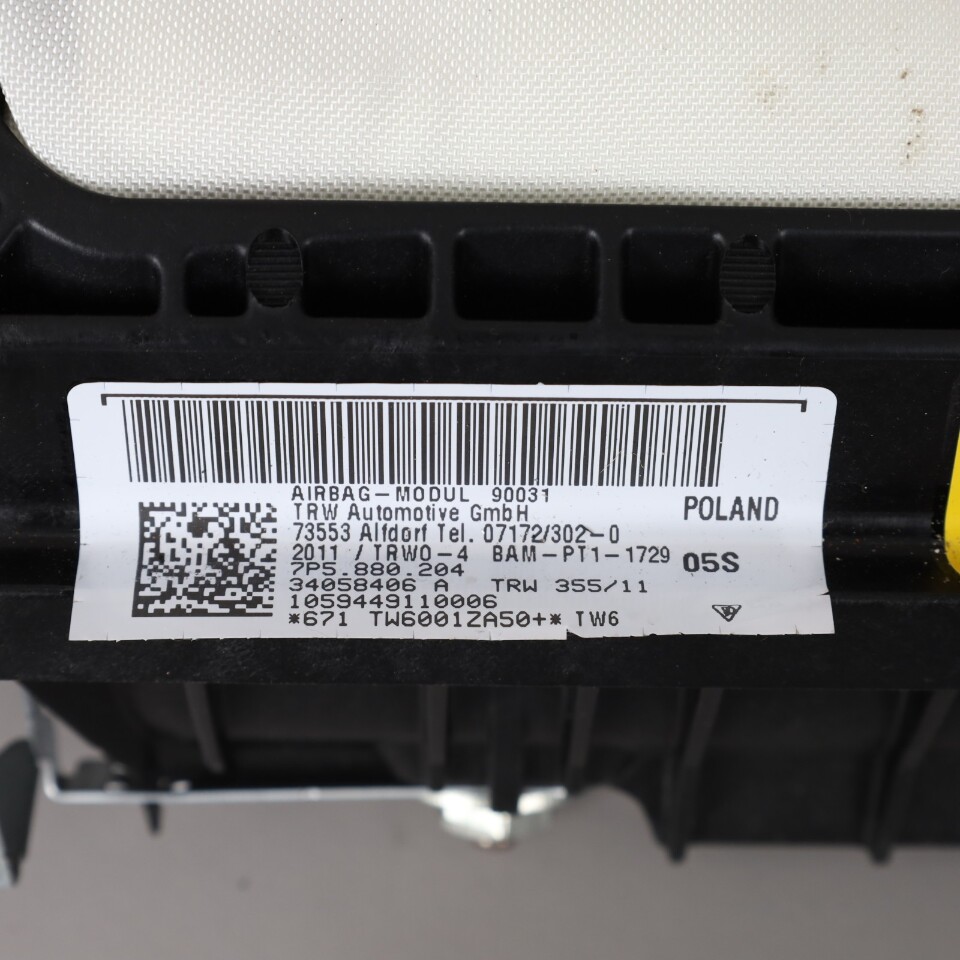 AIRBAG-MODUL 90031
TRW Automotive GmbH
POLAND
73553 Alfdorf Tel. 07172/302-0
2011 / TRWO-4 BAM-PT1-1729
05S
7P5.880.204
34058406 A TRW 355/11
1059449110006
*671 TW6001ZA50+* TW6